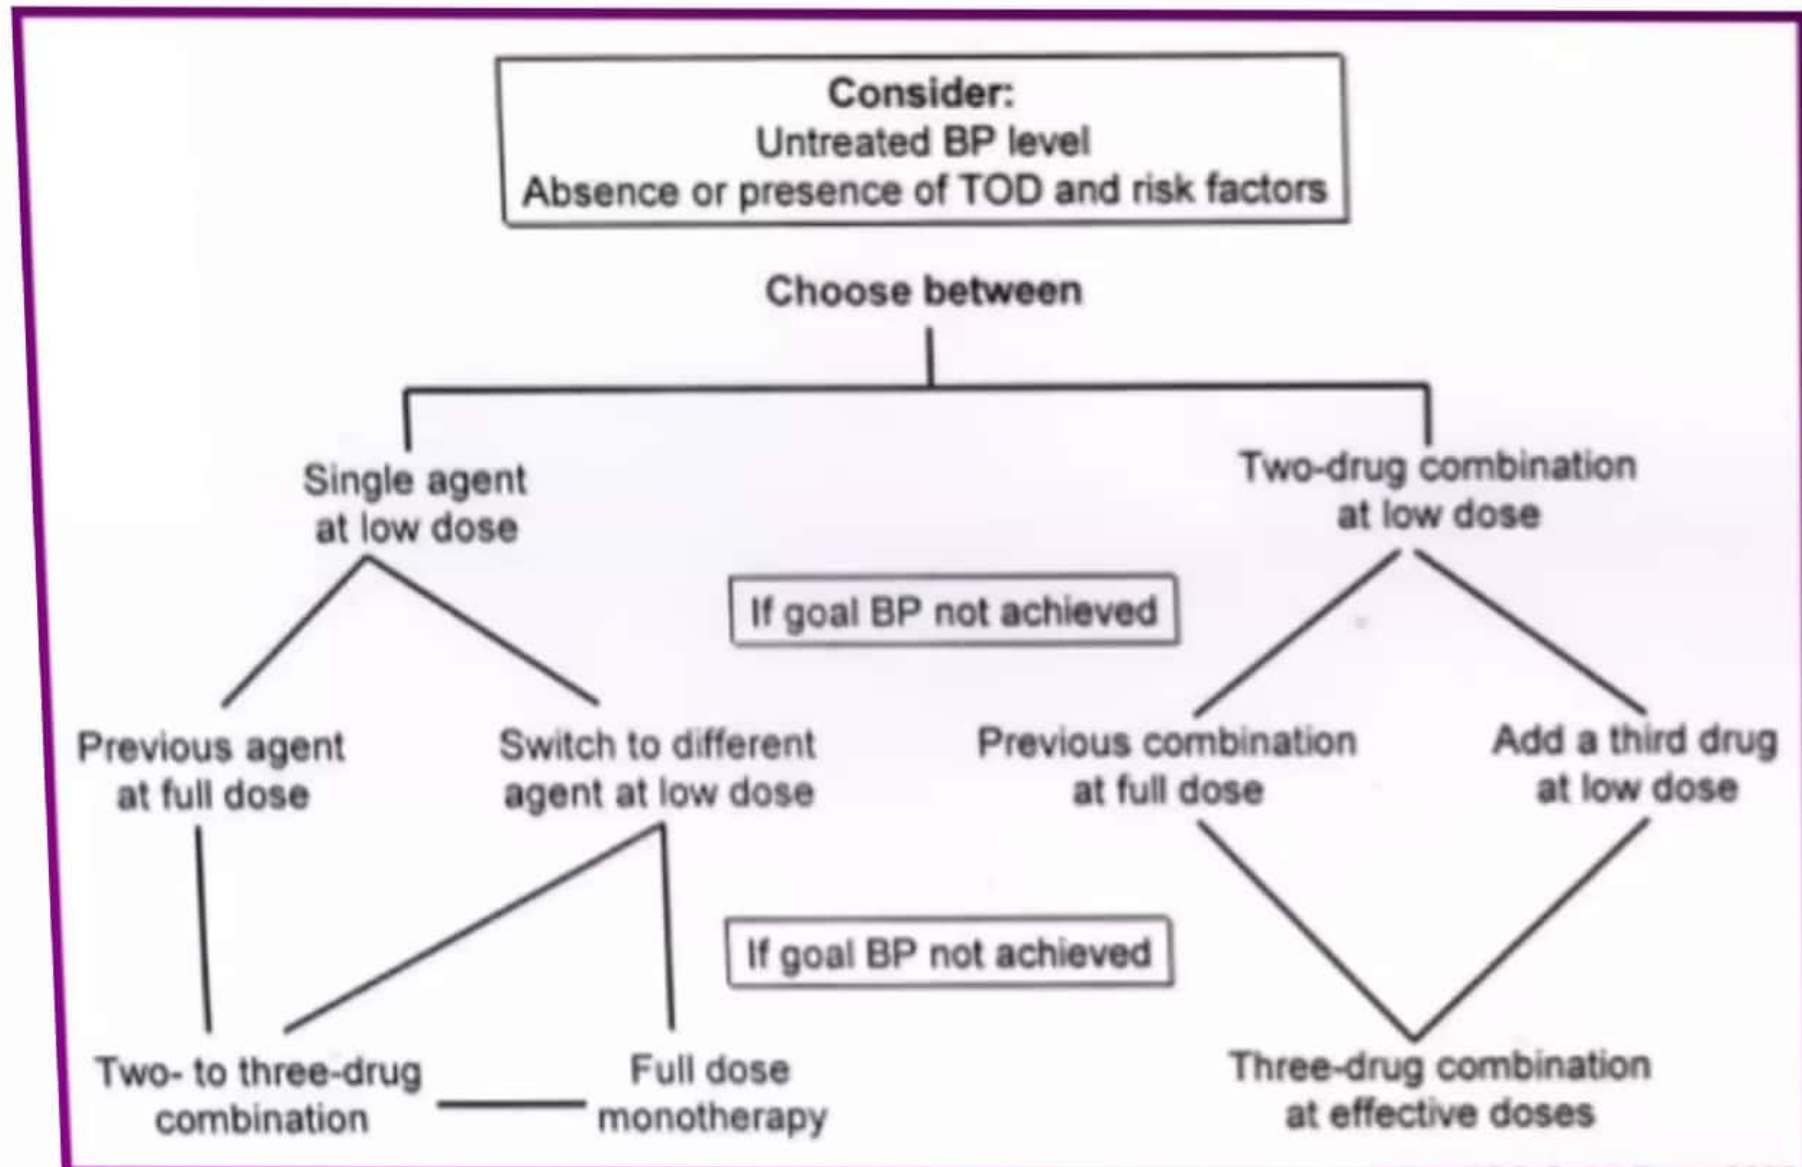 Consider:
Untreated BP level
Absence or presence of TOD and risk factors
Choose between
Single agent
at low dose
Two-drug combination
at low dose
If goal BP not achieved
Previous agent
at full dose
Switch to different
agent at low dose
Previous combination
at full dose
Add a third drug
at low dose
If goal BP not achieved
Two- to three-drug
combination
Full dose
monotherapy
Three-drug combination
at effective doses